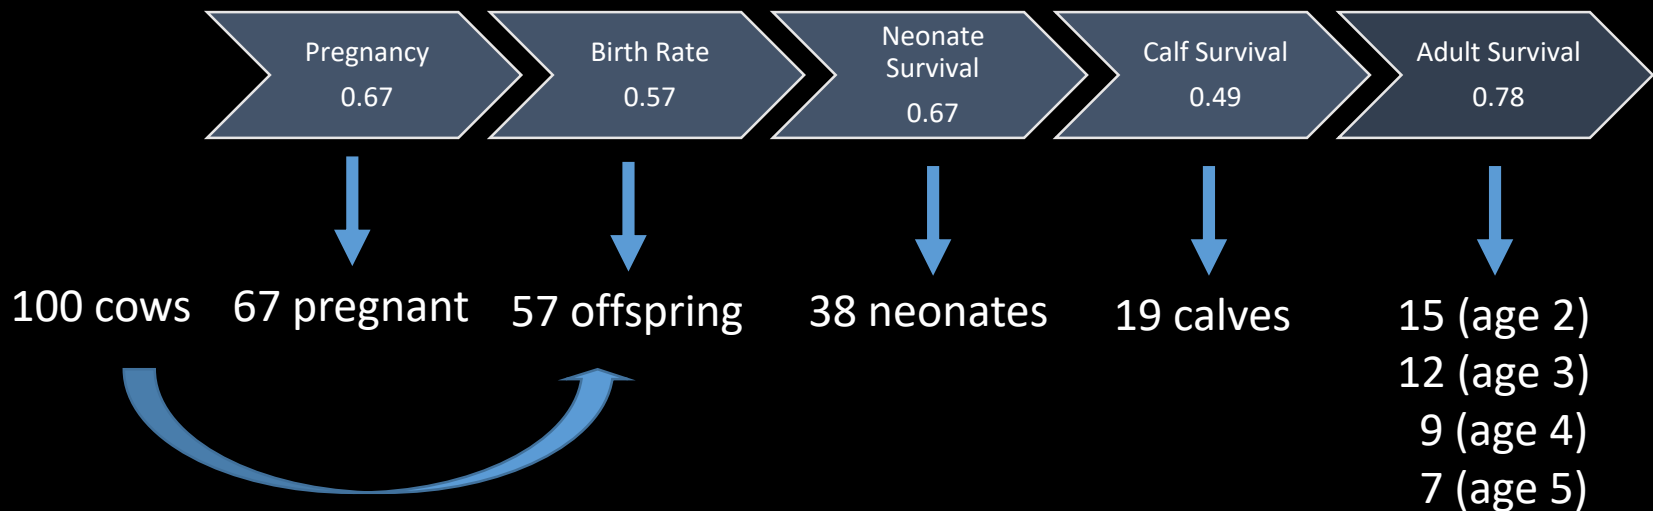 Pregnancy
0.67
Birth Rate
0.57
Neonate
Survival
0.67
Calf Survival
0.49
Adult Survival
0.78
100 cows
67 pregnant
57 offspring
38 neonates
19 calves
15 (age 2)
12 (age 3)
9 (age 4)
7 (age 5)